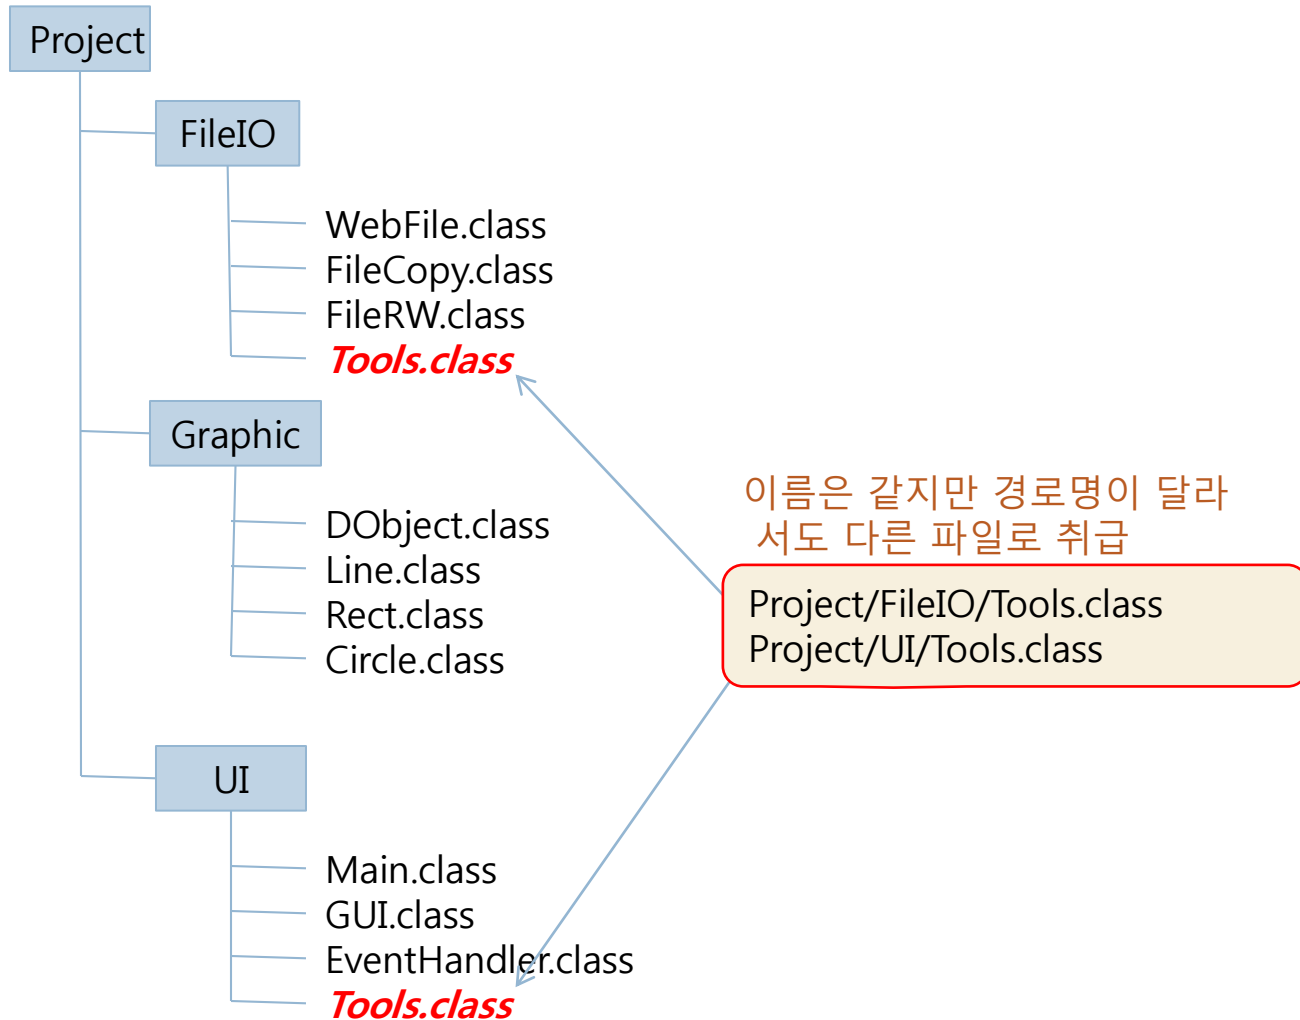 Project
FileIO
WebFile.class
FileCopy.class
FileRW.class
Tools.class
Graphic
DObject.class
Line.class
Rect.class
Circle.class
이름은 같지만 경로명이 달라
서도 다른 파일로 취급
Project/FileIO/Tools.class
Project/UI/Tools.class
UI
Main.class
GUI.class
EventHandler.class
Tools.class